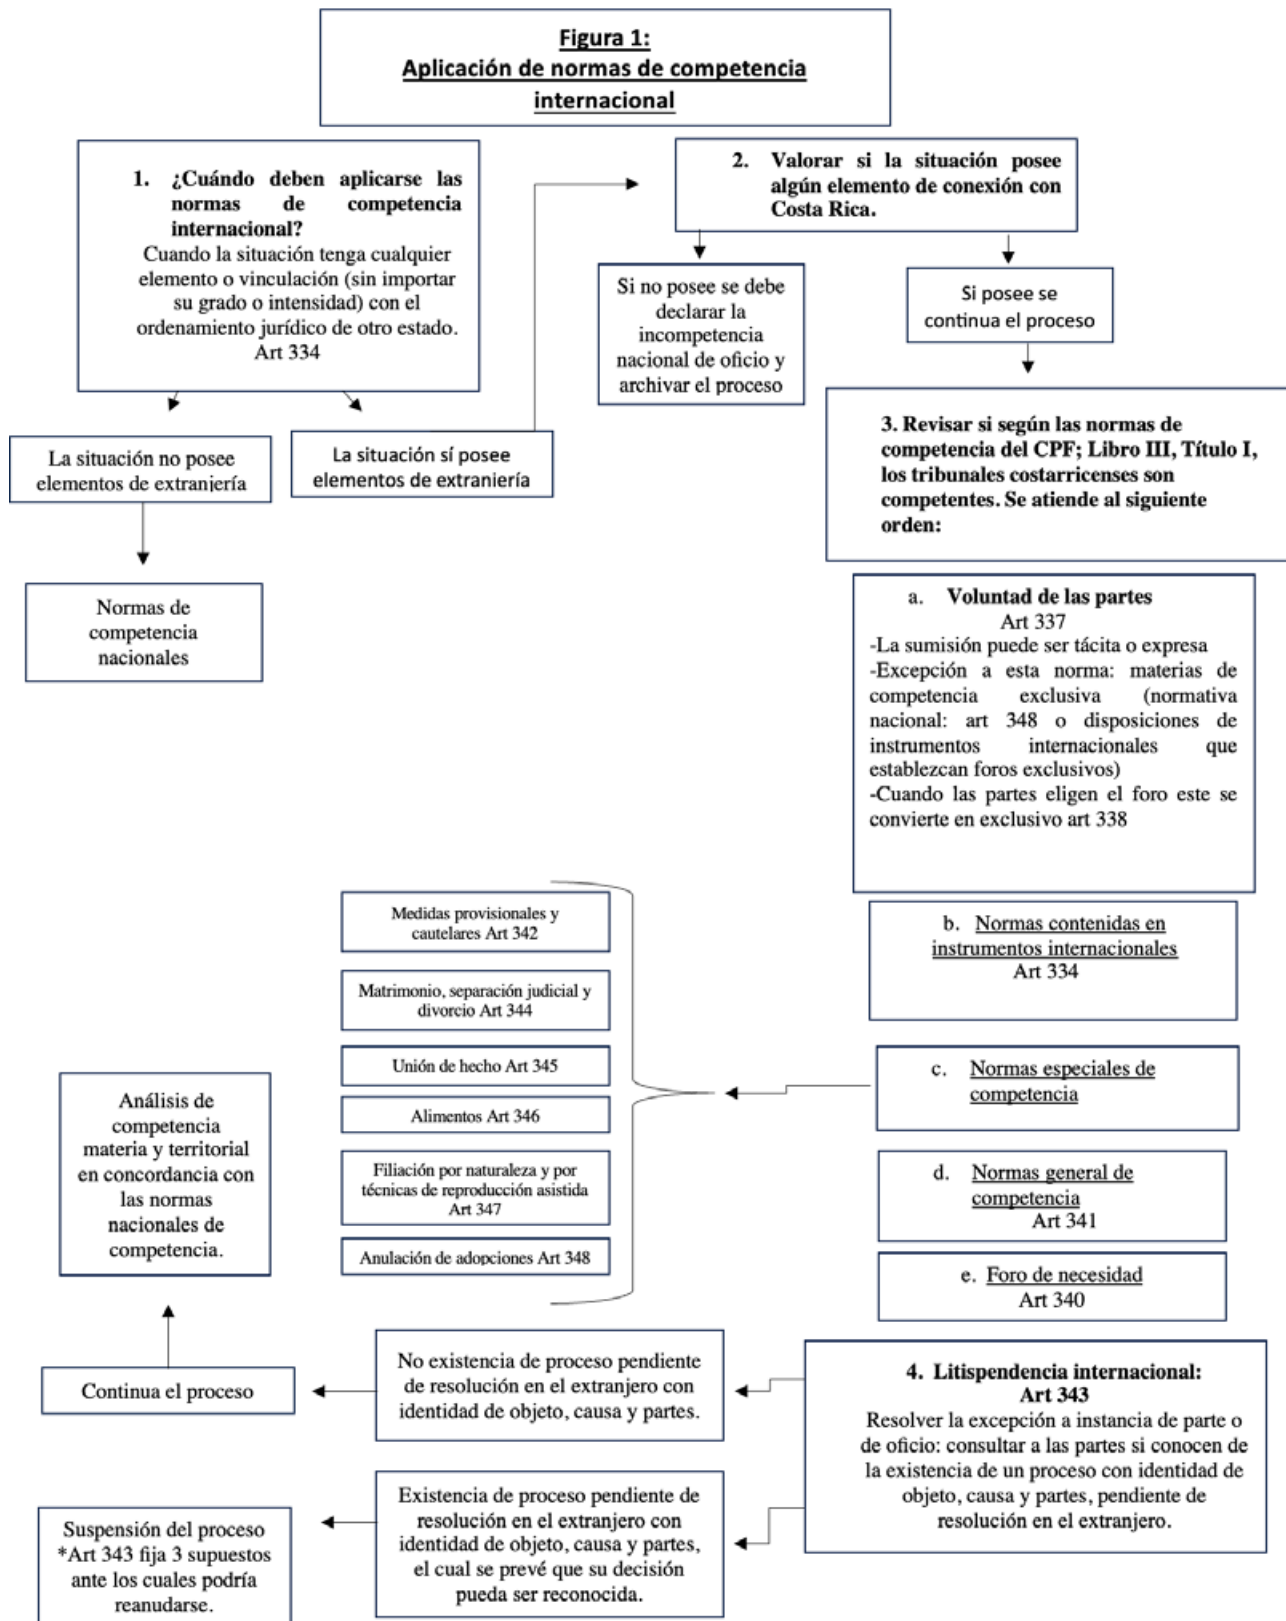 Figura 1:
Aplicación de normas de competencia
internacional
1. ¿Cuándo deben aplicarse las
normas de competencia
internacional?
Cuando la situación tenga cualquier
elemento o vinculación (sin importar
su grado o intensidad) con el
ordenamiento jurídico de otro estado.
Art 334
La situación no posee
elementos de extranjería
Normas de
competencia
nacionales
La situación sí posee
elementos de extranjería
2. Valorar si la situación posee
algún elemento de conexión con
Costa Rica.
Si no posee se debe
declarar la
incompetencia
nacional de oficio y
archivar el proceso
Si posee se
continua el proceso
3. Revisar si según las normas de
competencia del CPF; Libro III, Título I,
los tribunales costarricenses son
competentes. Se atiende al siguiente
orden:
a. Voluntad de las partes
Art 337
-La sumisión puede ser tácita o expresa
-Excepción a esta norma: materias de
competencia exclusiva (normativa
nacional: art 348 o disposiciones de
instrumentos internacionales que
establezcan foros exclusivos)
-Cuando las partes eligen el foro este se
convierte en exclusivo art 338
b. Normas contenidas en
instrumentos internacionales
Art 334
c. Normas especiales de
competencia
Medidas provisionales y
cautelares Art 342
Matrimonio, separación judicial y
divorcio Art 344
Unión de hecho Art 345
Alimentos Art 346
Filiación por naturaleza y por
técnicas de reproducción asistida
Art 347
Anulación de adopciones Art 348
d. Normas general de
competencia
Art 341
e. Foro de necesidad
Art 340
4. Litispendencia internacional:
Art 343
Resolver la excepción a instancia de parte o
de oficio: consultar a las partes si conocen de
la existencia de un proceso con identidad de
objeto, causa y partes, pendiente de
resolución en el extranjero.
No existencia de proceso pendiente
de resolución en el extranjero con
identidad de objeto, causa y partes.
Continua el proceso
Análisis de
competencia
materia y territorial
en concordancia con
las normas
nacionales de
competencia.
Existencia de proceso pendiente de
resolución en el extranjero con
identidad de objeto, causa y partes,
el cual se prevé que su decisión
pueda ser reconocida.
Suspensión del proceso
*Art 343 fija 3 supuestos
ante los cuales podría
reanudarse.